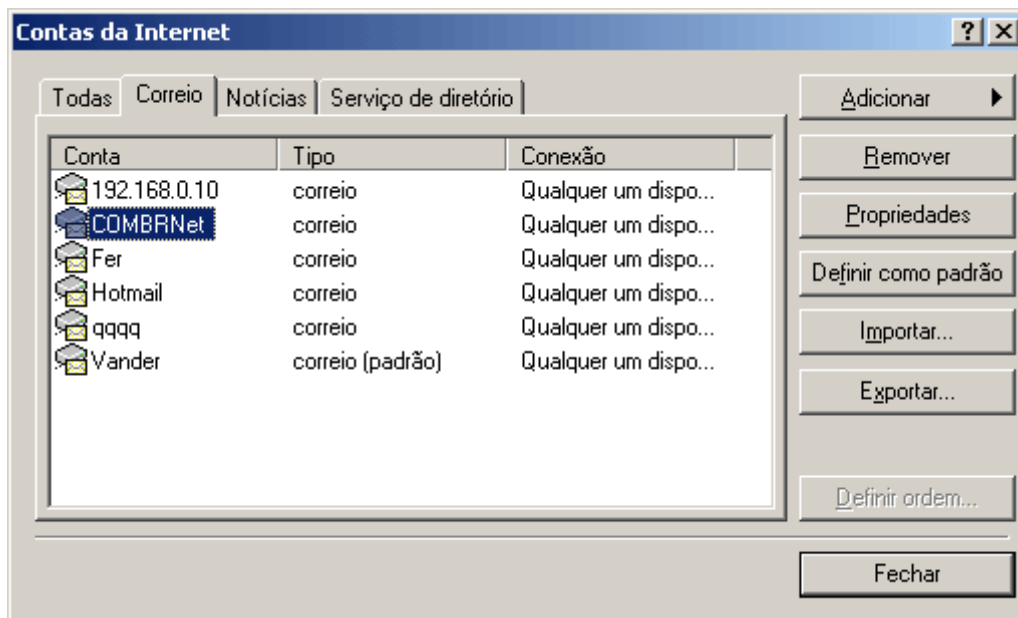 Contas da Internet
Todas Correio Notícias Serviço de diretório
Conta Tipo Conexão
192.168.0.10 correio Qualquer um dispo...
COMBRNet correio Qualquer um dispo...
Fer correio Qualquer um dispo...
Hotmail correio Qualquer um dispo...
qqqq correio Qualquer um dispo...
Vander correio (padrão) Qualquer um dispo...
Adicionar
Remover
Propriedades
Definir como padrão
Importar...
Exportar...
Definir ordem...
Fechar